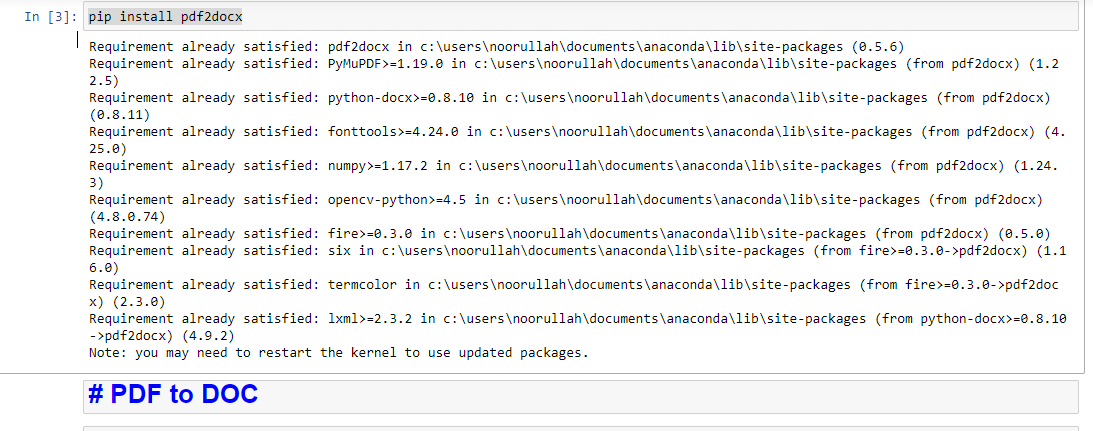 In [3]: pip install pdf2docx
Requirement already satisfied: pdf2docx in c:\users\noorullah\documents\anaconda\lib\site-packages (0.5.6)
Requirement already satisfied: PyMuPDF>=1.19.0 in c:\users\noorullah\documents\anaconda\lib\site-packages (from pdf2docx) (1.2
2.5)
Requirement already satisfied: python-docx>=0.8.10 in c:\users\noorullah\documents\anaconda\lib\site-packages (from pdf2docx)
(0.8.11)
Requirement already satisfied: fonttools>=4.24.0 in c:\users\noorullah\documents\anaconda\lib\site-packages (from pdf2docx) (4.
25.0)
Requirement already satisfied: numpy>=1.17.2 in c:\users\noorullah\documents\anaconda\lib\site-packages (from pdf2docx) (1.24.
3)
Requirement already satisfied: opencv-python>=4.5 in c:\users\noorullah\documents\anaconda\lib\site-packages (from pdf2docx)
(4.8.0.74)
Requirement already satisfied: fire>=0.3.0 in c:\users\noorullah\documents\anaconda\lib\site-packages (from pdf2docx) (0.5.0)
Requirement already satisfied: six in c:\users\noorullah\documents\anaconda\lib\site-packages (from fire>=0.3.0->pdf2docx) (1.1
6.0)
Requirement already satisfied: termcolor in c:\users\noorullah\documents\anaconda\lib\site-packages (from fire>=0.3.0->pdf2doc
x) (2.3.0)
Requirement already satisfied: lxml>=2.3.2 in c:\users\noorullah\documents\anaconda\lib\site-packages (from python-docx>=0.8.10
->pdf2docx) (4.9.2)
Note: you may need to restart the kernel to use updated packages.
# PDF to DOC